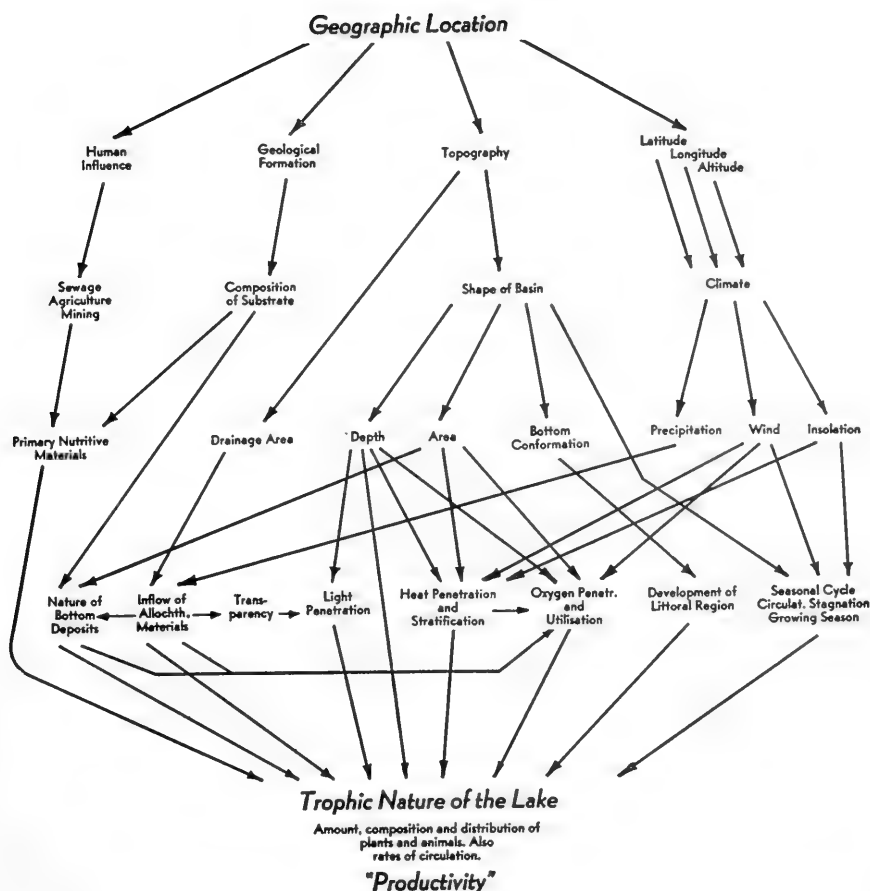 Geographic Location
Human
Influence
Geological
Formation
Topography
Latitude
Longitude
Altitude
Sewage
Agriculture
Mining
Composition
of Substrate
Shape of Basin
Climate
Primary Nutritive
Materials
Drainage Area
Depth
Area
Bottom
Conformation
Precipitation
Wind
Insolation
Nature of
Bottom
Deposits
Inflow of
Allochth.
Materials
Trans-
parency
Light
Penetration
Heat Penetration
and
Stratification
Oxygen Penetr.
and
Utilisation
Development of
Littoral Region
Seasonal Cycle
Circulat. Stagnation
Growing Season
Trophic Nature of the Lake
Amount, composition and distribution of
plants and animals. Also
rates of circulation.
"Productivity"